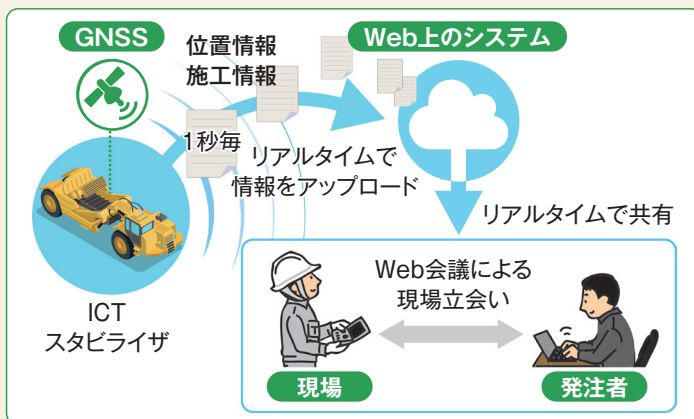 GNSS
位置情報
施工情報
Web上のシステム
1秒毎
リアルタイムで
情報をアップロード
リアルタイムで共有
ICT
スタビライザ
Web会議による
現場立会い
現場
発注者